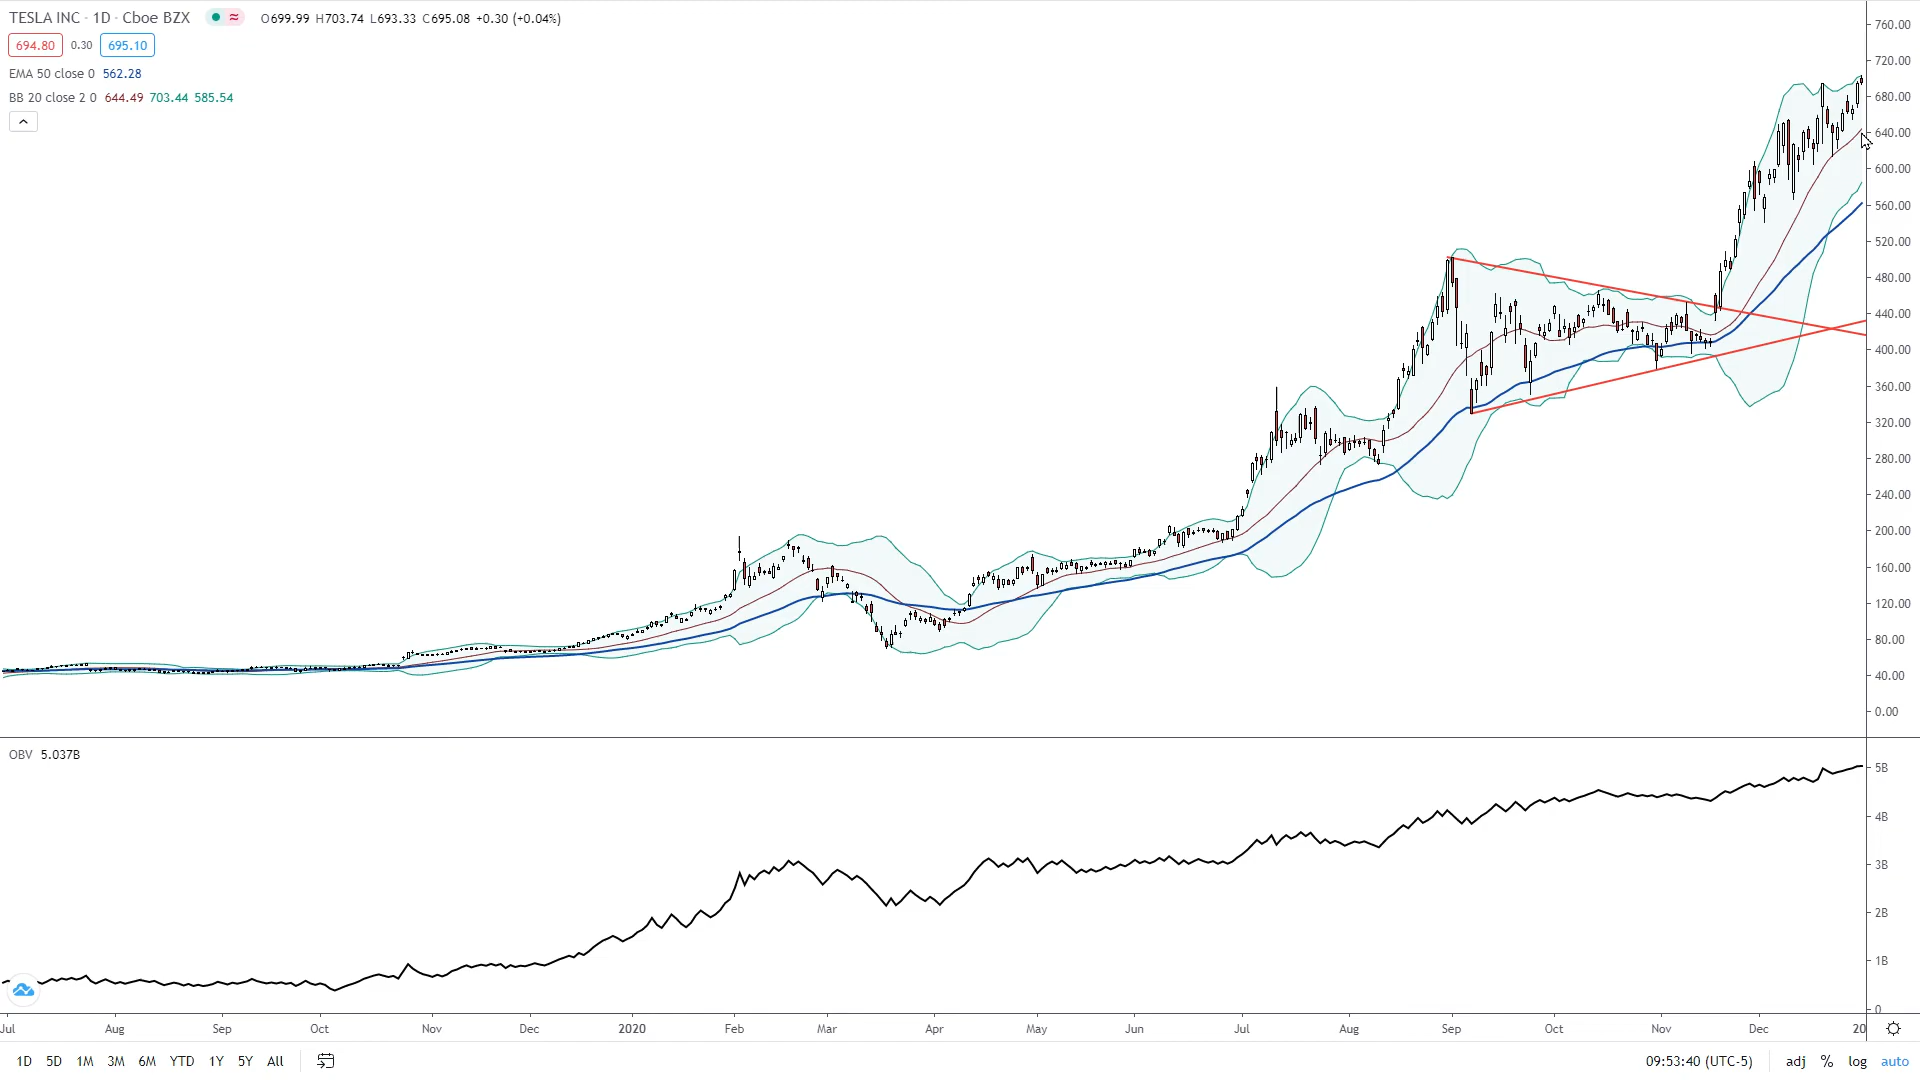 TESLA INC · 1D · Cboe BZX O699.99 H703.74 L693.33 C695.08 +0.30 (+0.04%)
694.80 0.30 695.10
EMA 50 close 0 562.28
BB 20 close 2 0 644.49 703.44 585.54
760.00
720.00
680.00
640.00
600.00
560.00
520.00
480.00
440.00
400.00
360.00
320.00
280.00
240.00
200.00
160.00
120.00
80.00
40.00
0.00
OBV 5.037B
5B
4B
3B
2B
1B
0
Jul Aug Sep Oct Nov Dec 2020 Feb Mar Apr May Jun Jul Aug Sep Oct Nov Dec 20
1D 5D 1M 3M 6M YTD 1Y 5Y All 09:53:40 (UTC-5) adj % log auto